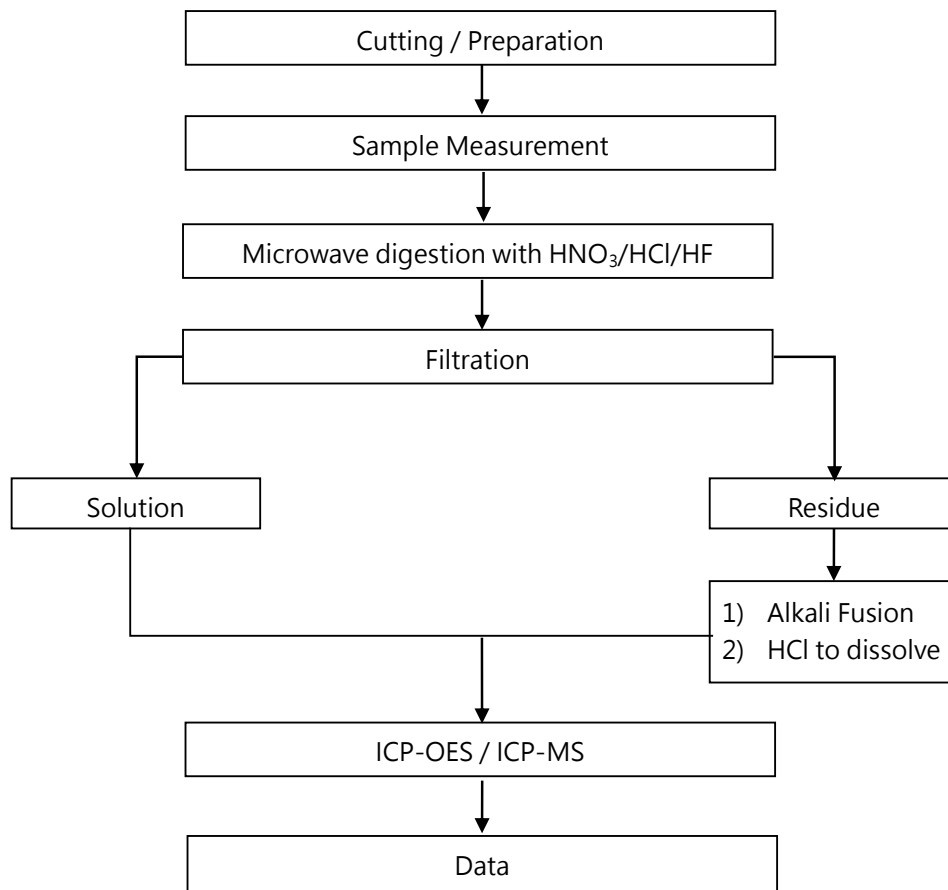 Cutting / Preparation
Sample Measurement
Microwave digestion with HNO₃/HCl/HF
Filtration
Solution
Residue
1) Alkali Fusion
2) HCl to dissolve
ICP-OES / ICP-MS
Data